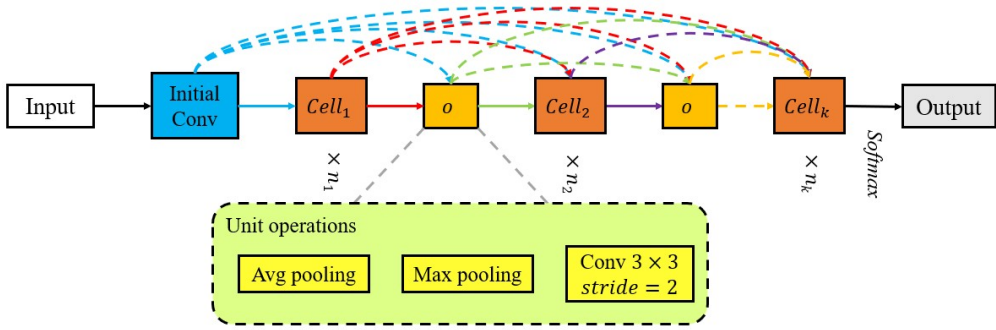 Input
Initial
Conv
Cell₁
o
Cell₂
o
Cellₖ
Output
× n₁
× n₂
× nₖ
Softmax
Unit operations
Avg pooling
Max pooling
Conv 3 × 3
stride = 2